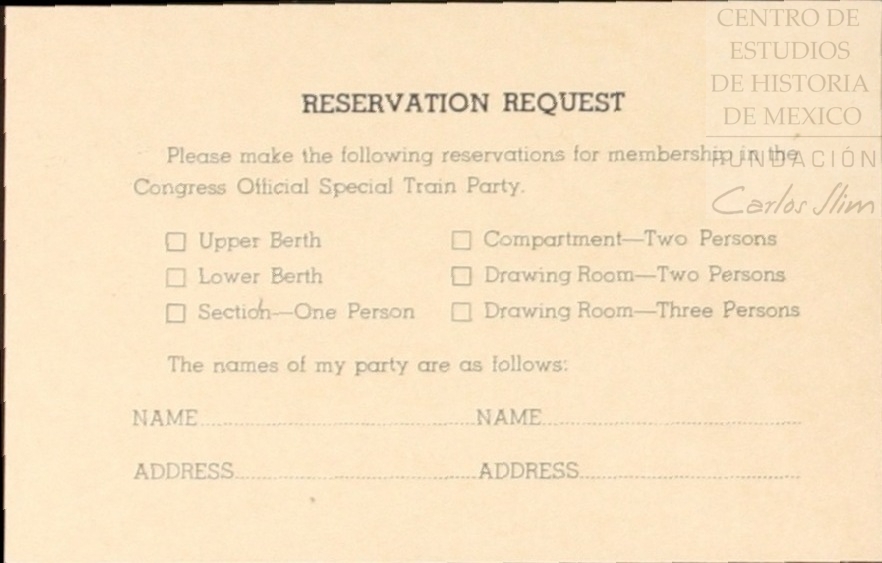 CENTRO DE
ESTUDIOS
DE HISTORIA
DE MEXICO
FUNDACIÓN
Carlos Slim
RESERVATION REQUEST
Please make the following reservations for membership in the
Congress Official Special Train Party.
☐ Upper Berth ☐ Compartment—Two Persons
☐ Lower Berth ☐ Drawing Room—Two Persons
☐ Section—One Person ☐ Drawing Room—Three Persons
The names of my party are as follows:
NAME NAME
ADDRESS ADDRESS